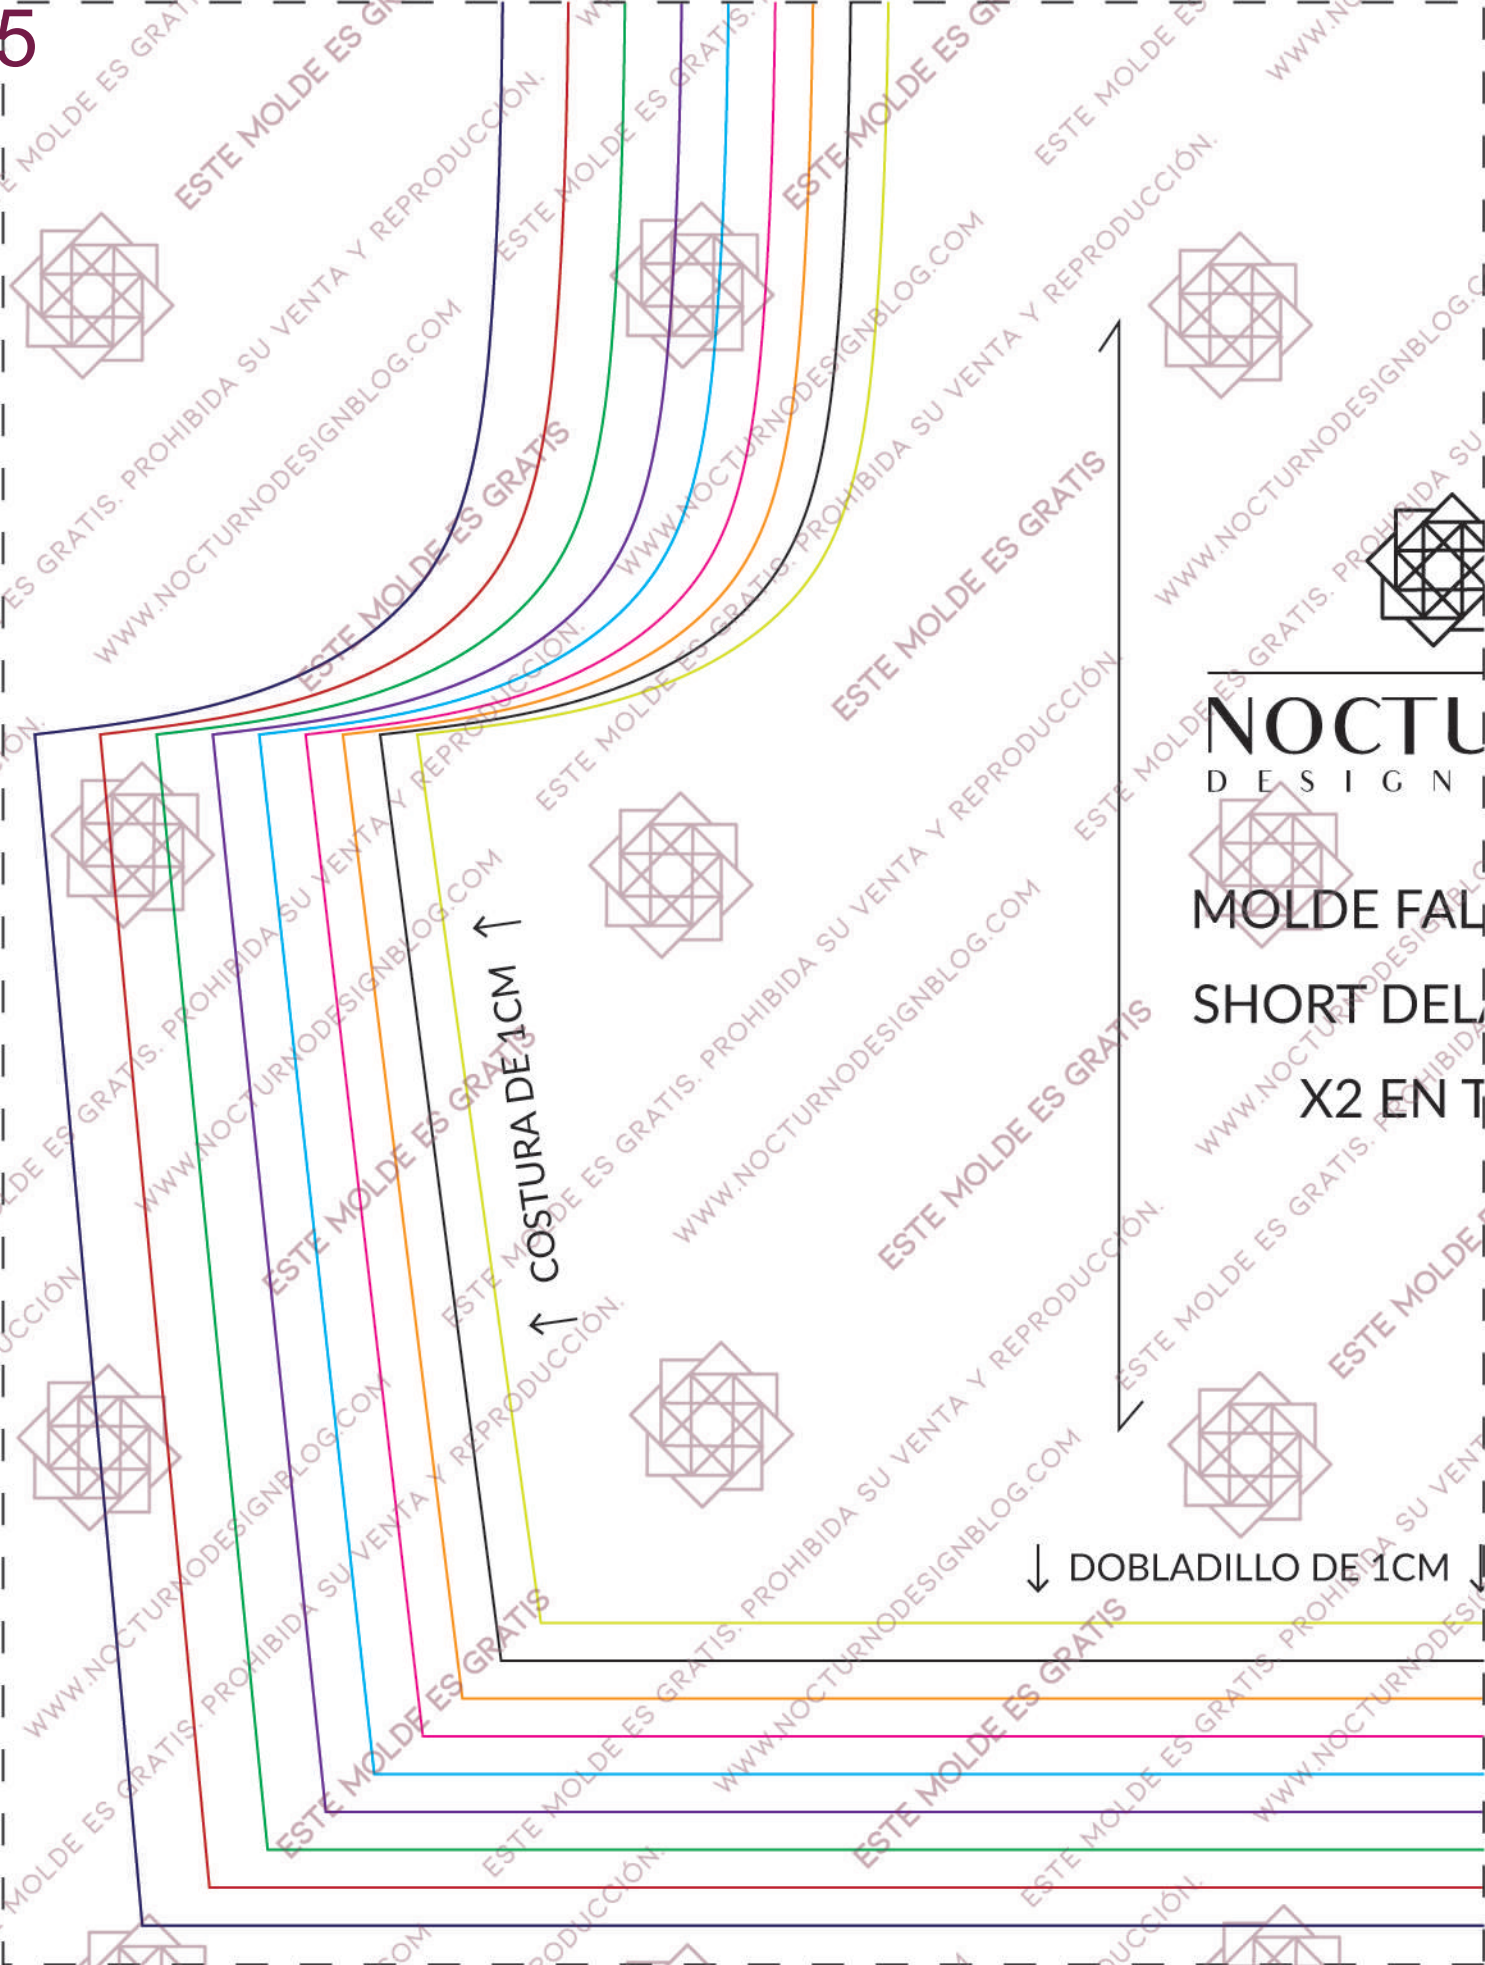 5
NOCTU
DESIGN
MOLDE FAL
SHORT DEL
X2 EN T
← COSTURA DE 1CM ←
↓ DOBLADILLO DE 1CM ↓
ESTE MOLDE ES GRATIS
ESTE MOLDE ES GRATIS. PROHIBIDA SU VENTA Y REPRODUCCIÓN.
WWW.NOCTURNODESIGNBLOG.COM